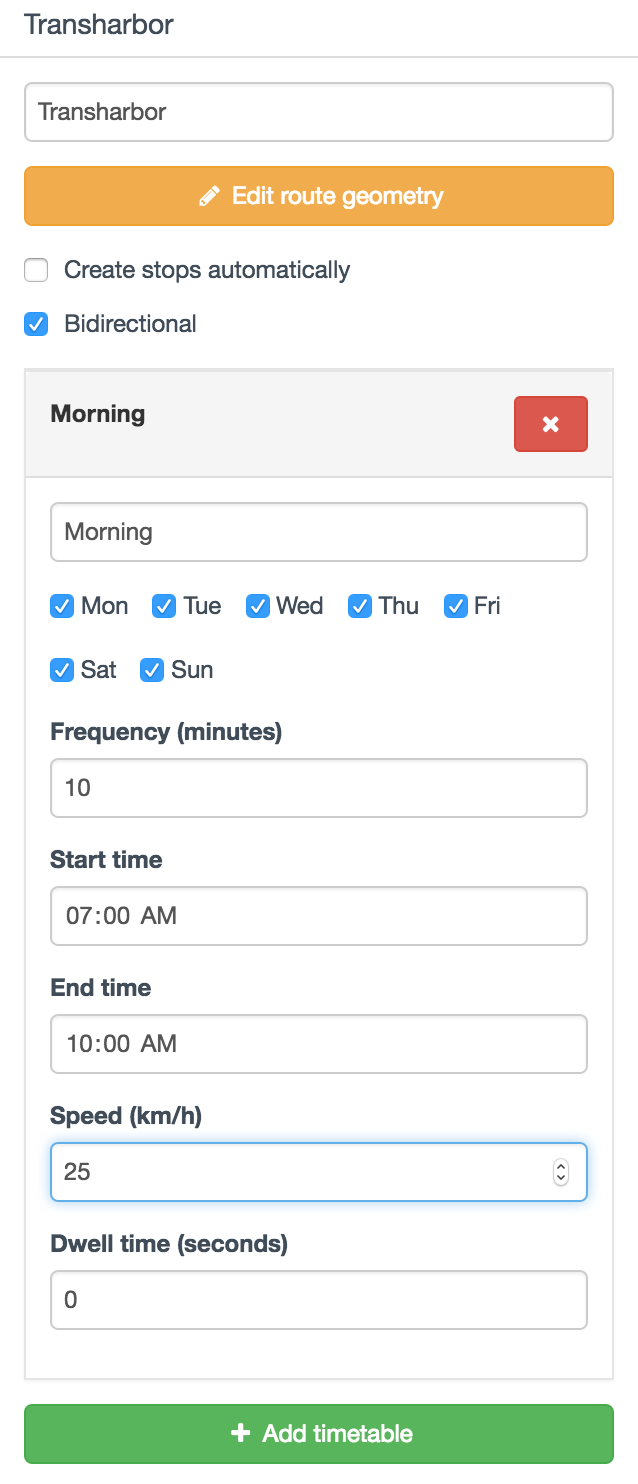 Transharbor
Transharbor
Edit route geometry
Create stops automatically
Bidirectional
Morning
Morning
Mon Tue Wed Thu Fri
Sat Sun
Frequency (minutes)
10
Start time
07:00 AM
End time
10:00 AM
Speed (km/h)
25
Dwell time (seconds)
0
Add timetable